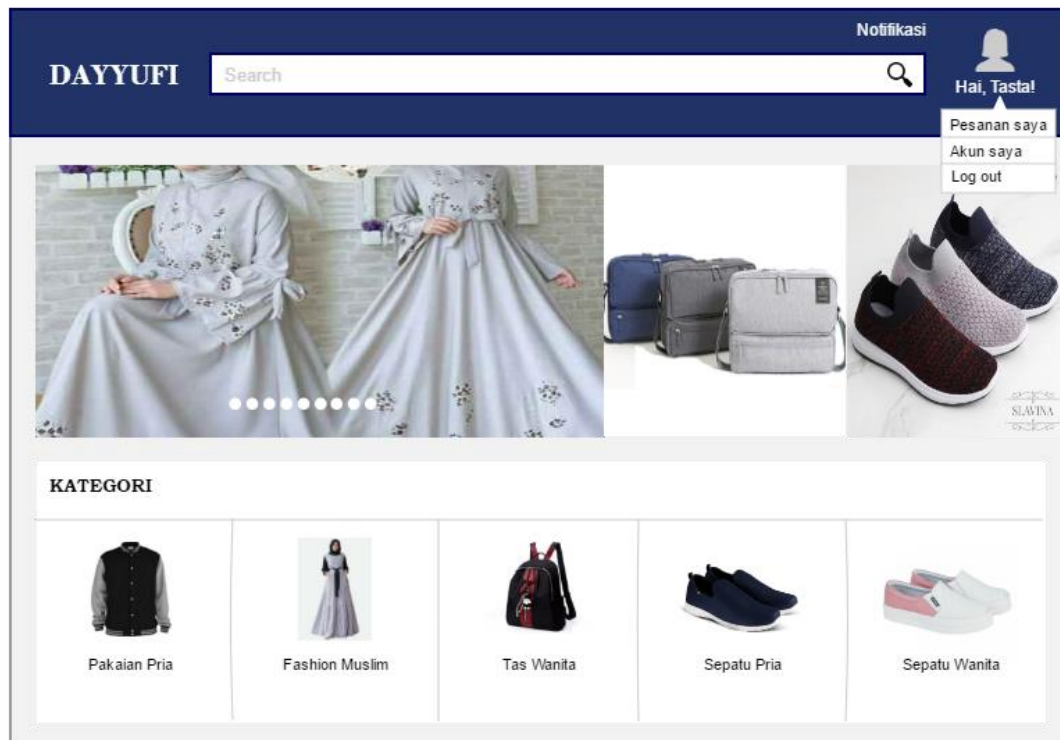 Notifikasi
DAYYUFI
Search
Hai, Tasta!
Pesanan saya
Akun saya
Log out
SLAVINA
KATEGORI
Pakaian Pria
Fashion Muslim
Tas Wanita
Sepatu Pria
Sepatu Wanita